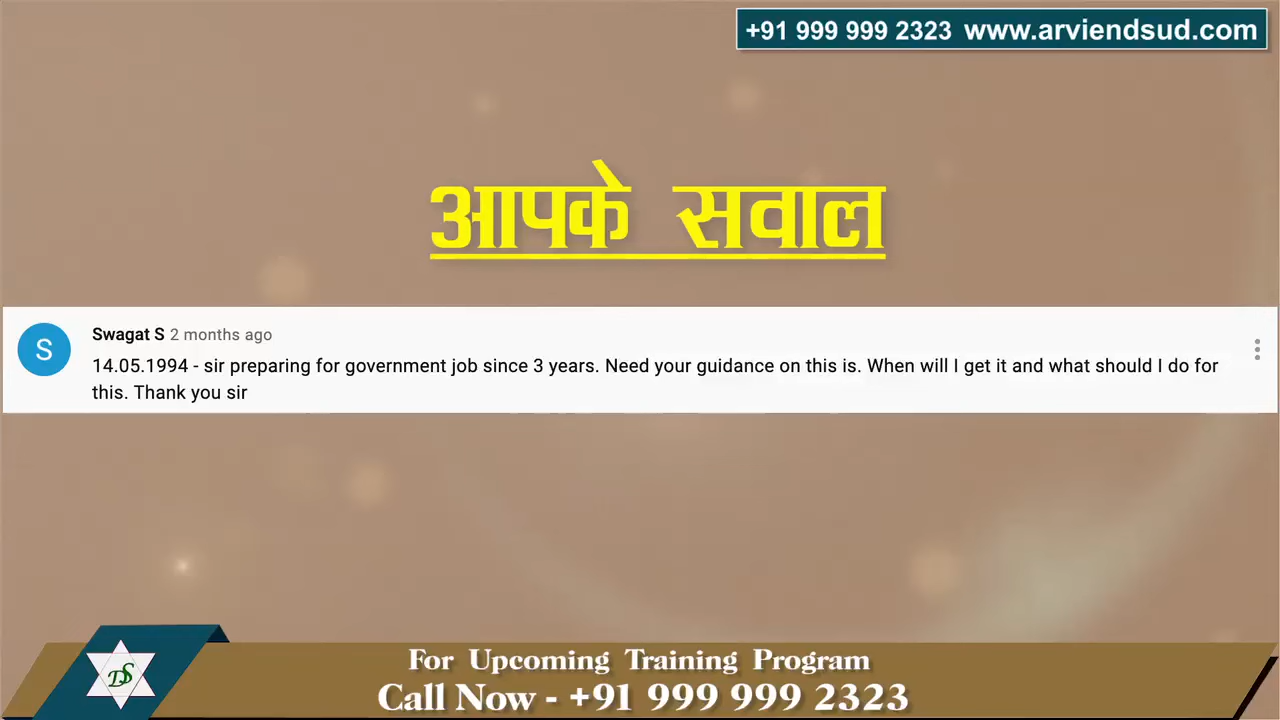 +91 999 999 2323 www.arviendsud.com
आपके सवाल
S
Swagat S 2 months ago
14.05.1994 - sir preparing for government job since 3 years. Need your guidance on this is. When will I get it and what should I do for
this. Thank you sir
For Upcoming Training Program
DS
Call Now - +91 999 999 2323